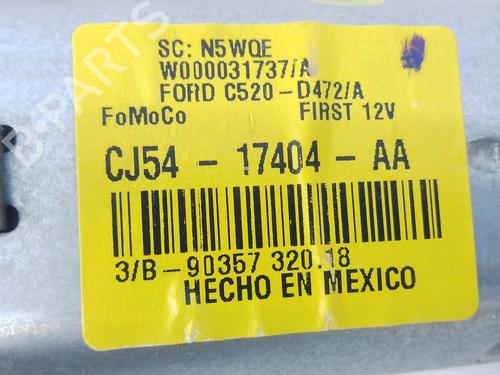 SC: N5WQE
W000031737/A
FORD C520-D472/A
FoMoCo FIRST 12V
CJ54 - 17404 - AA
3/B-90357 320.18
HECHO EN MEXICO
B-PARTS